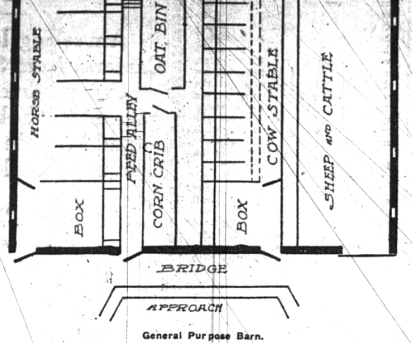 HORSE STABLE
OAT BIN
FEED ALLEY
CORN CRIB
COW STABLE
SHEEP AND CATTLE
BOX
BOX
BRIDGE
APPROACH
General Purpose Barn.